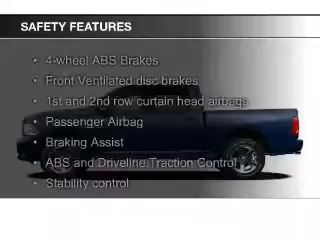 SAFETY FEATURES
• 4-wheel ABS Brakes
• Front Ventilated disc brakes
• 1st and 2nd row curtain head airbags
• Passenger Airbag
• Braking Assist
• ABS and Driveline Traction Control
• Stability control